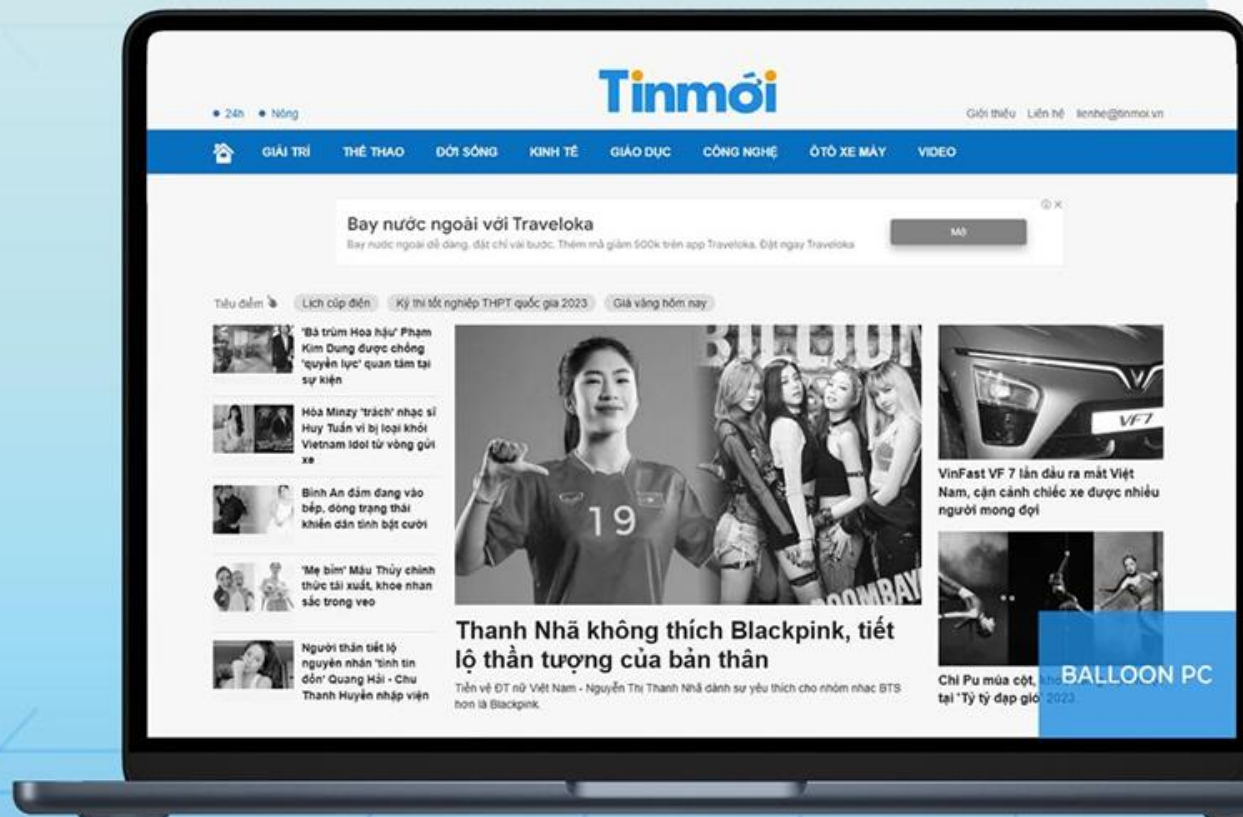 Tinmới
24h Nóng
Giới thiệu Liên hệ lienhe@tinmoi.vn
GIẢI TRÍ THỂ THAO ĐỜI SỐNG KINH TẾ GIÁO DỤC CÔNG NGHỆ ÔTÔ XE MÁY VIDEO
Bay nước ngoài với Traveloka
Bay nước ngoài dễ dàng, đặt chỉ vài bước. Thêm mã giảm 500k trên app Traveloka. Đặt ngay Traveloka
Mở
Tiêu điểm Lịch cúp điện Kỳ thi tốt nghiệp THPT quốc gia 2023 Giá vàng hôm nay
'Bà trùm Hoa hậu' Phạm
Kim Dung được chồng
'quyền lực' quan tâm tại
sự kiện
Hòa Minzy 'trách' nhạc sĩ
Huy Tuấn vì bị loại khỏi
Vietnam Idol từ vòng gửi
xe
Bình An đảm đang vào
bếp, dòng trạng thái
khiến dân tình bật cười
'Mẹ bỉm' Mâu Thủy chính
thức tái xuất, khoe nhan
sắc trong veo
Người thân tiết lộ
nguyên nhân 'tình tin
đồn' Quang Hải - Chu
Thanh Huyền nhập viện
19
BILLION
BOOMBAY
Thanh Nhã không thích Blackpink, tiết
lộ thần tượng của bản thân
Tiền vệ ĐT nữ Việt Nam - Nguyễn Thị Thanh Nhã dành sự yêu thích cho nhóm nhạc BTS
hơn là Blackpink.
VF7
VinFast VF 7 lần đầu ra mắt Việt
Nam, cận cảnh chiếc xe được nhiều
người mong đợi
Chi Pu múa cột,
tại 'Tỷ tỷ đạp gió' 2023
BALLOON PC